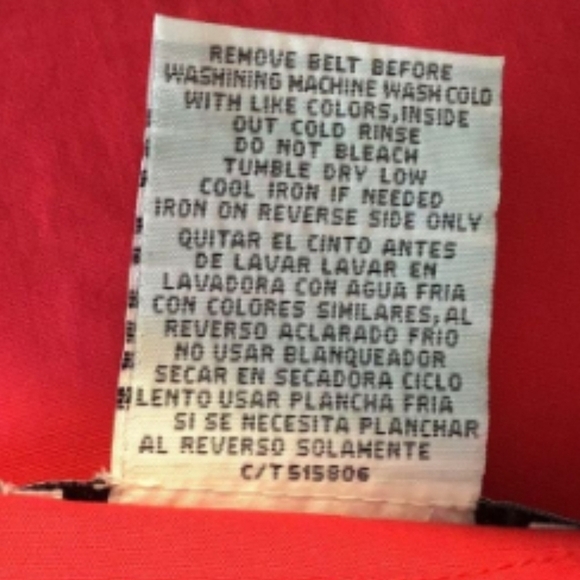 REMOVE BELT BEFORE
WASHINING MACHINE WASH COLD
WITH LIKE COLORS, INSIDE
OUT COLD RINSE
DO NOT BLEACH
TUMBLE DRY LOW
COOL IRON IF NEEDED
IRON ON REVERSE SIDE ONLY
QUITAR EL CINTO ANTES
DE LAVAR LAVAR EN
LAVADORA CON AGUA FRIA
CON COLORES SIMILARES, AL
REVERSO ACLARADO FRIO
NO USAR BLANQUEADOR
SECAR EN SECADORA CICLO
LENTO USAR PLANCHA FRIA
SI SE NECESITA PLANCHAR
AL REVERSO SOLAMENTE
C/T 515806